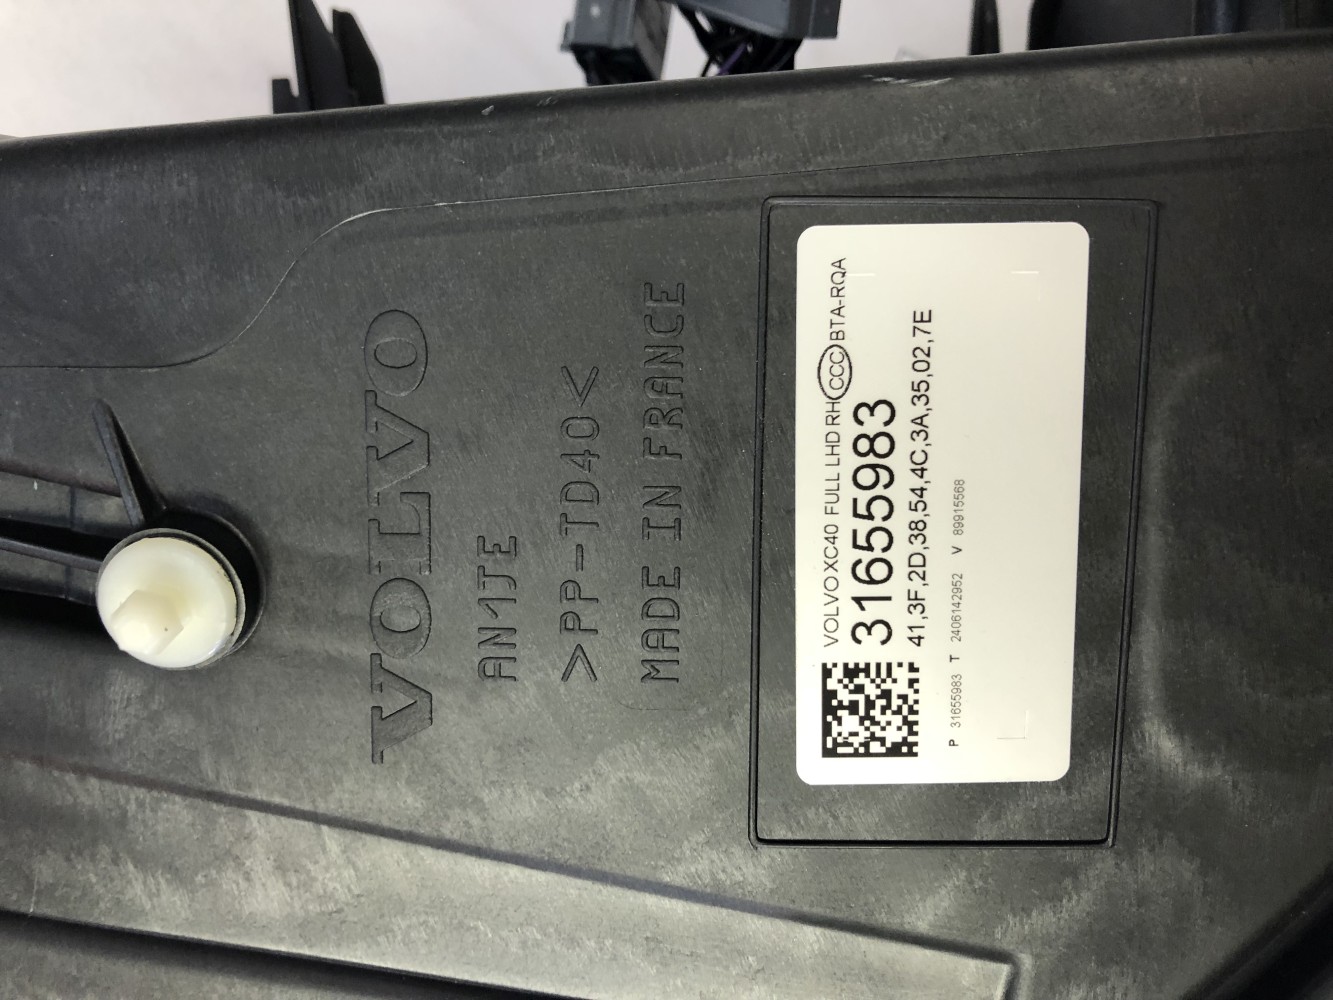 VOLVO
AN1JE
>PP-TD40<
MADE IN FRANCE
VOLVO XC40 FULL LHD RH CCC BTA-RQA
31655983
41,3F,2D,38,54,4C,3A,35,02,7E
P 31655983 T 2406142952 V 89915568